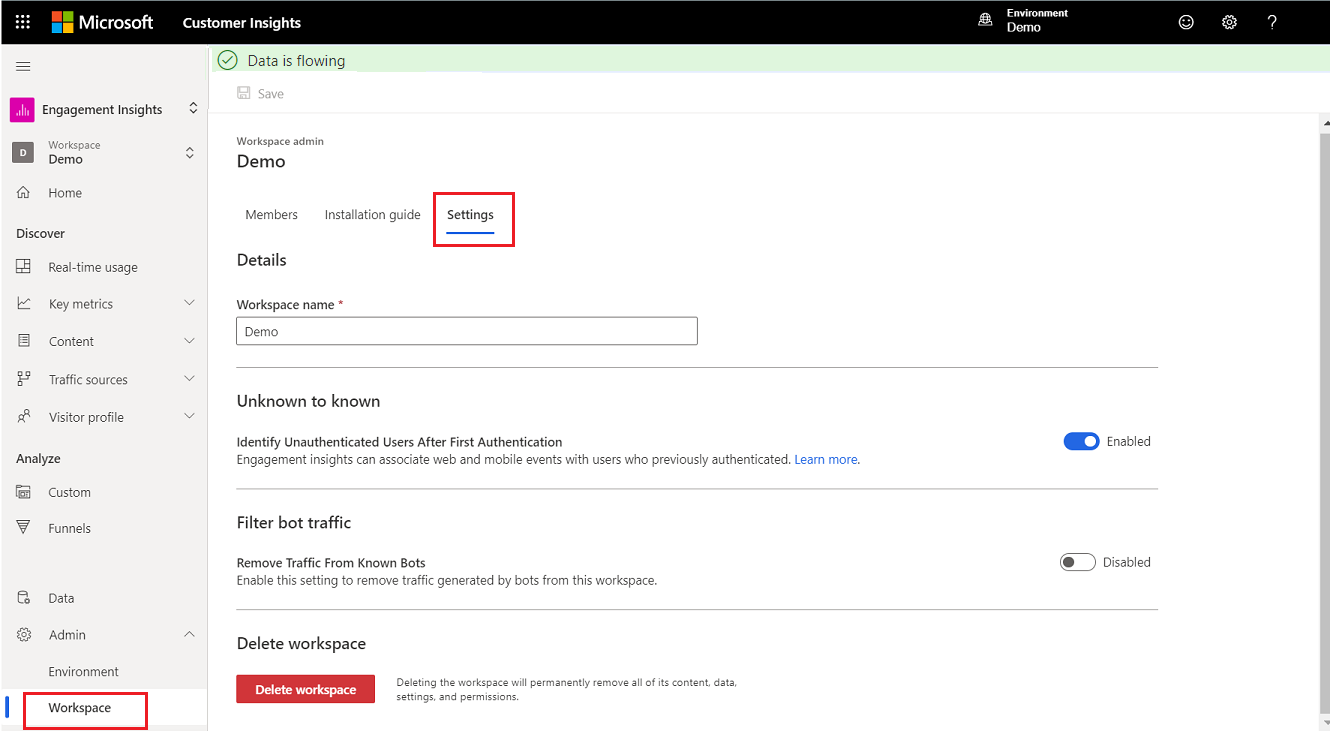 Microsoft Customer Insights
Environment
Demo
?
Data is flowing
Save
Engagement Insights
D
Workspace
Demo
Home
Discover
Real-time usage
Key metrics
Content
Traffic sources
Visitor profile
Analyze
Custom
Funnels
Data
Admin
Environment
Workspace
Workspace admin
Demo
Members Installation guide Settings
Details
Workspace name *
Demo
Unknown to known
Identify Unauthenticated Users After First Authentication
Engagement insights can associate web and mobile events with users who previously authenticated. Learn more.
Enabled
Filter bot traffic
Remove Traffic From Known Bots
Enable this setting to remove traffic generated by bots from this workspace.
Disabled
Delete workspace
Delete workspace
Deleting the workspace will permanently remove all of its content, data,
settings, and permissions.